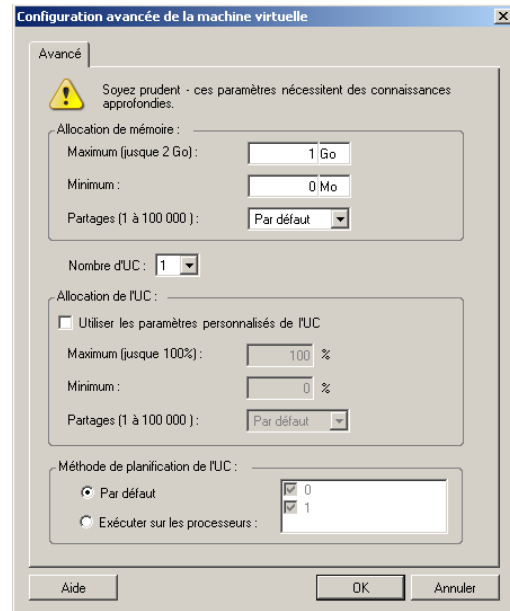 Configuration avancée de la machine virtuelle
Avancé
Soyez prudent - ces paramètres nécessitent des connaissances
approfondies.
Allocation de mémoire :
Maximum (jusque 2 Go) : 1 Go
Minimum : 0 Mo
Partages (1 à 100 000 ) : Par défaut
Nombre d'UC : 1
Allocation de l'UC :
Utiliser les paramètres personnalisés de l'UC
Maximum (jusque 100%) : 100 %
Minimum : 0 %
Partages (1 à 100 000 ) : Par défaut
Méthode de planification de l'UC :
Par défaut
0
1
Exécuter sur les processeurs :
Aide
OK
Annuler